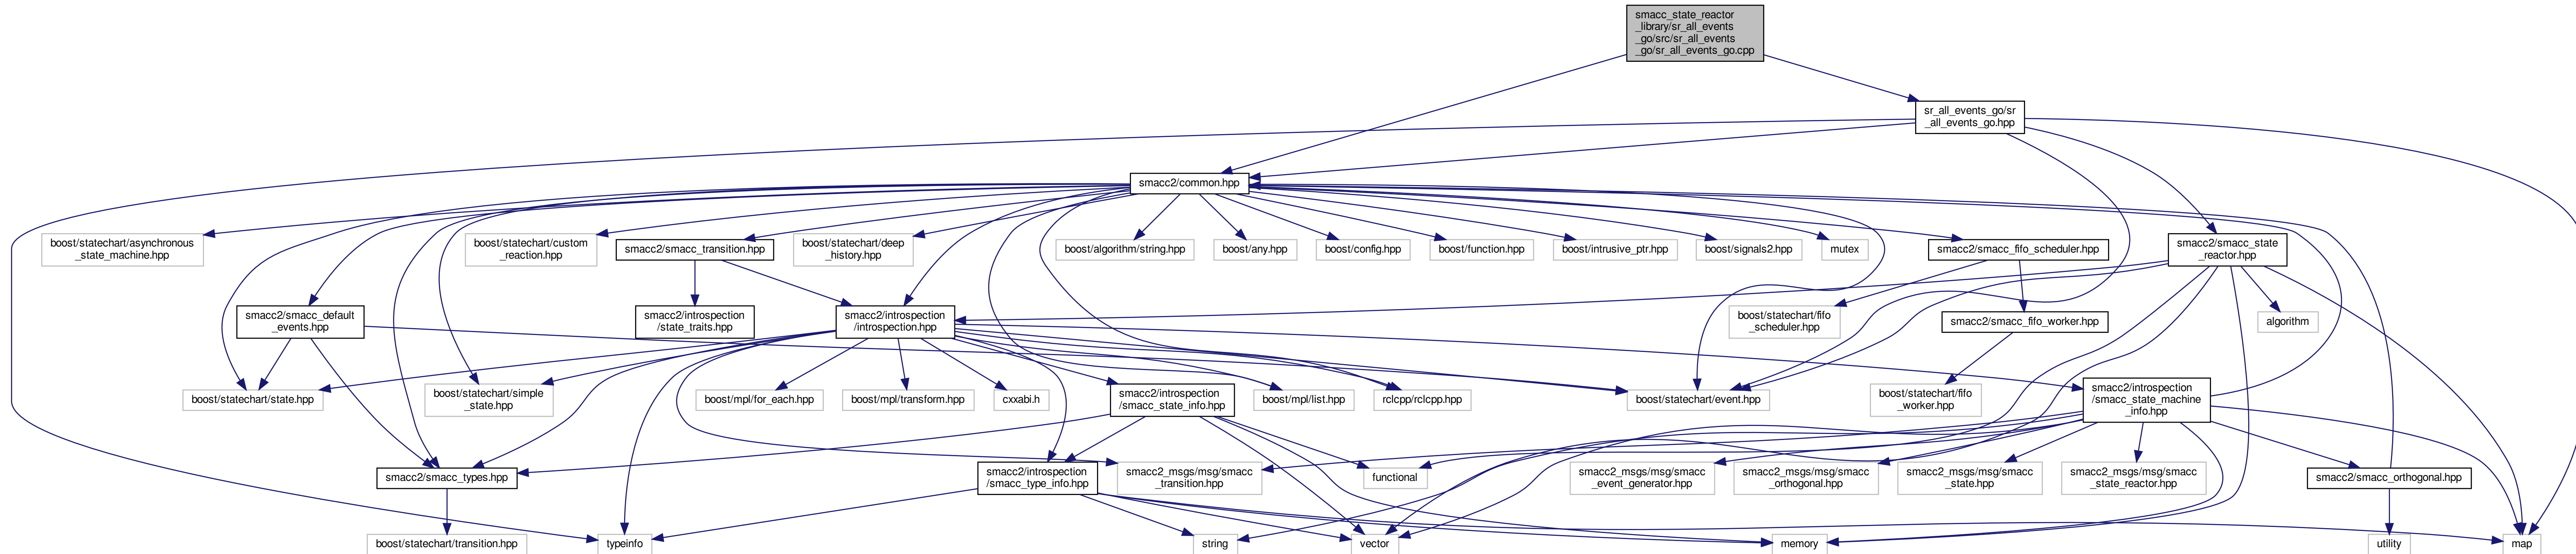 smacc_state_reactor
_library/sr_all_events
_go/src/sr_all_events
_go/sr_all_events_go.cpp
sr_all_events_go/sr
_all_events_go.hpp
smacc2/common.hpp
boost/statechart/asynchronous
_state_machine.hpp
boost/statechart/custom
_reaction.hpp
smacc2/smacc_transition.hpp
boost/statechart/deep
_history.hpp
boost/algorithm/string.hpp
boost/any.hpp
boost/config.hpp
boost/function.hpp
boost/intrusive_ptr.hpp
boost/signals2.hpp
mutex
smacc2/smacc_fifo_scheduler.hpp
smacc2/smacc_state
_reactor.hpp
smacc2/smacc_default
_events.hpp
smacc2/introspection
/state_traits.hpp
smacc2/introspection
/introspection.hpp
boost/statechart/fifo
_scheduler.hpp
smacc2/smacc_fifo_worker.hpp
algorithm
boost/statechart/state.hpp
boost/statechart/simple
_state.hpp
boost/mpl/for_each.hpp
boost/mpl/transform.hpp
cxxabi.h
smacc2/introspection
/smacc_state_info.hpp
boost/mpl/list.hpp
rclcpp/rclcpp.hpp
boost/statechart/event.hpp
boost/statechart/fifo
_worker.hpp
smacc2/introspection
/smacc_state_machine
_info.hpp
smacc2/smacc_types.hpp
smacc2/introspection
/smacc_type_info.hpp
smacc2_msgs/msg/smacc
_transition.hpp
functional
smacc2_msgs/msg/smacc
_event_generator.hpp
smacc2_msgs/msg/smacc
_orthogonal.hpp
smacc2_msgs/msg/smacc
_state.hpp
smacc2_msgs/msg/smacc
_state_reactor.hpp
smacc2/smacc_orthogonal.hpp
boost/statechart/transition.hpp
typeinfo
string
vector
memory
utility
map